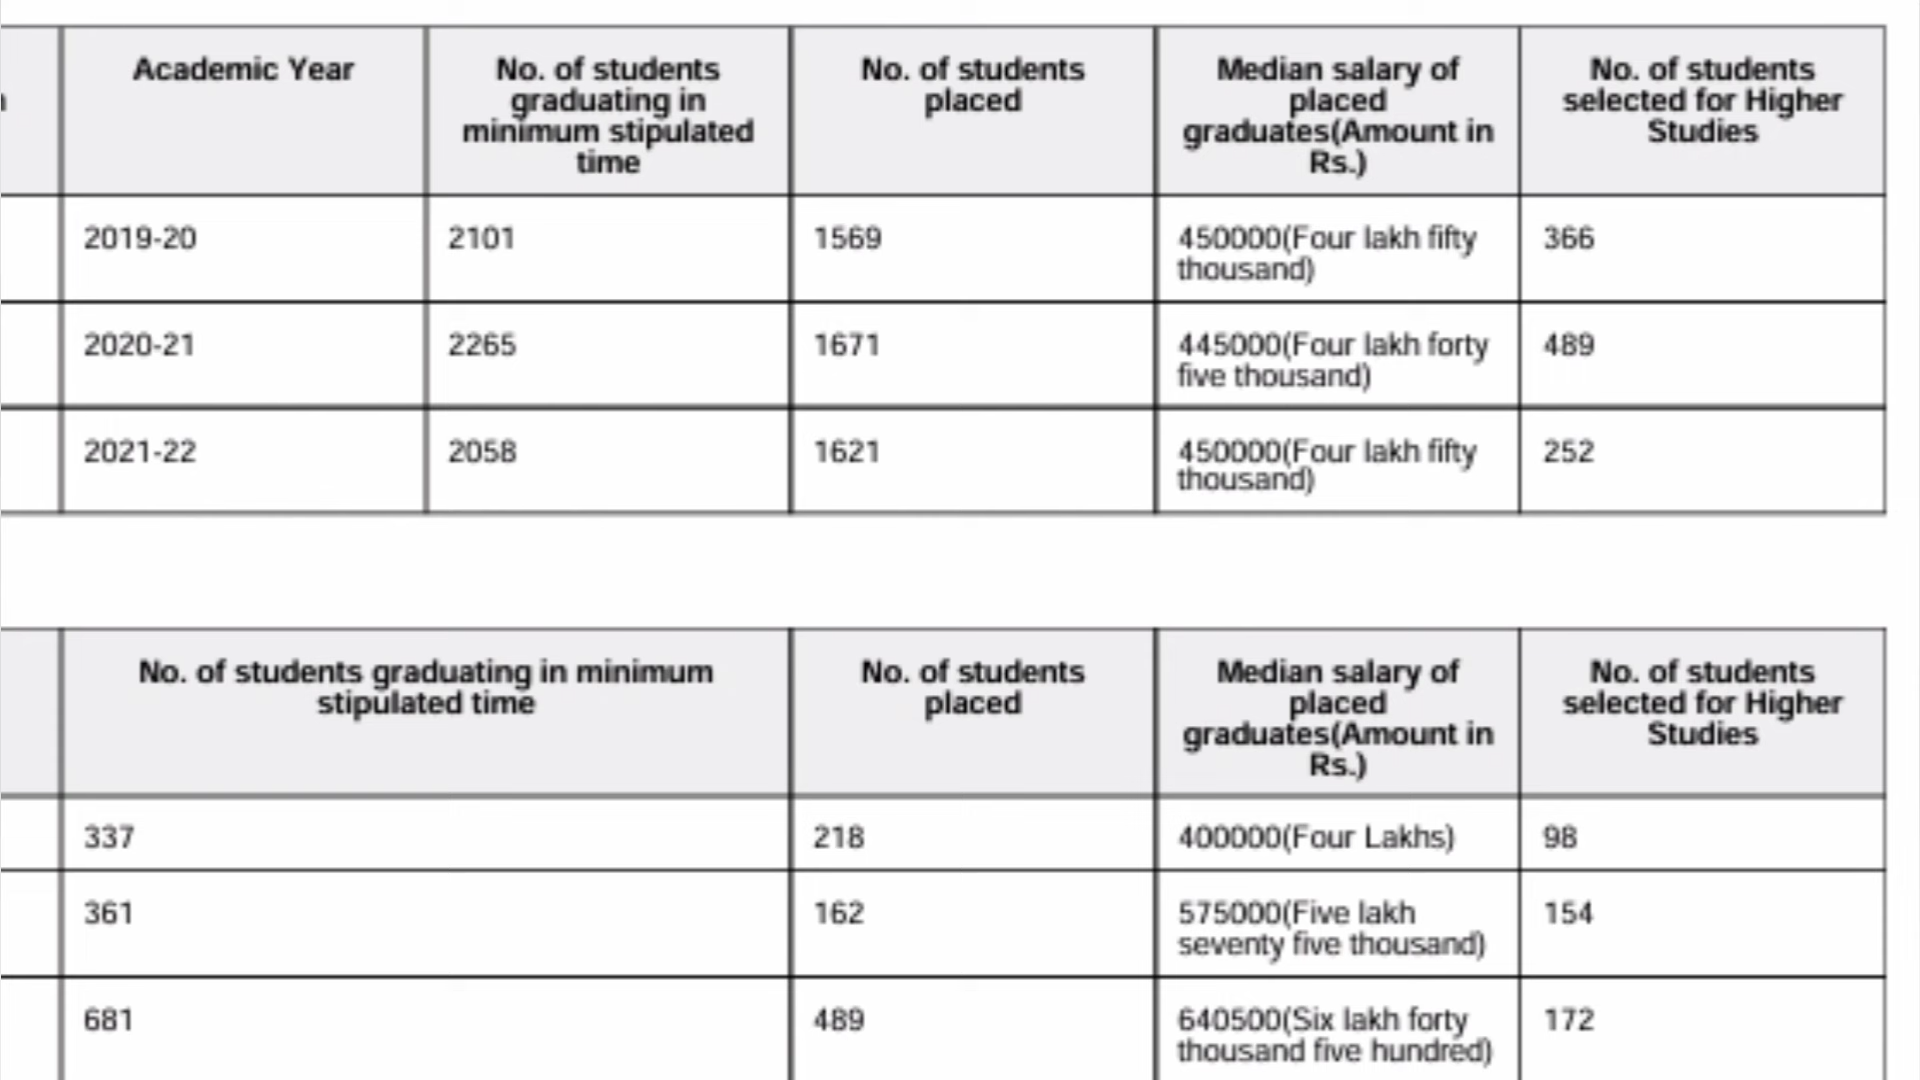 Academic Year
No. of students
graduating in
minimum stipulated
time
No. of students
placed
Median salary of
placed
graduates(Amount in
Rs.)
No. of students
selected for Higher
Studies
2019-20
2101
1569
450000(Four lakh fifty
thousand)
366
2020-21
2265
1671
445000(Four lakh forty
five thousand)
489
2021-22
2058
1621
450000(Four lakh fifty
thousand)
252
No. of students graduating in minimum
stipulated time
No. of students
placed
Median salary of
placed
graduates(Amount in
Rs.)
No. of students
selected for Higher
Studies
337
218
400000(Four Lakhs)
98
361
162
575000(Five lakh
seventy five thousand)
154
681
489
640500(Six lakh forty
thousand five hundred)
172